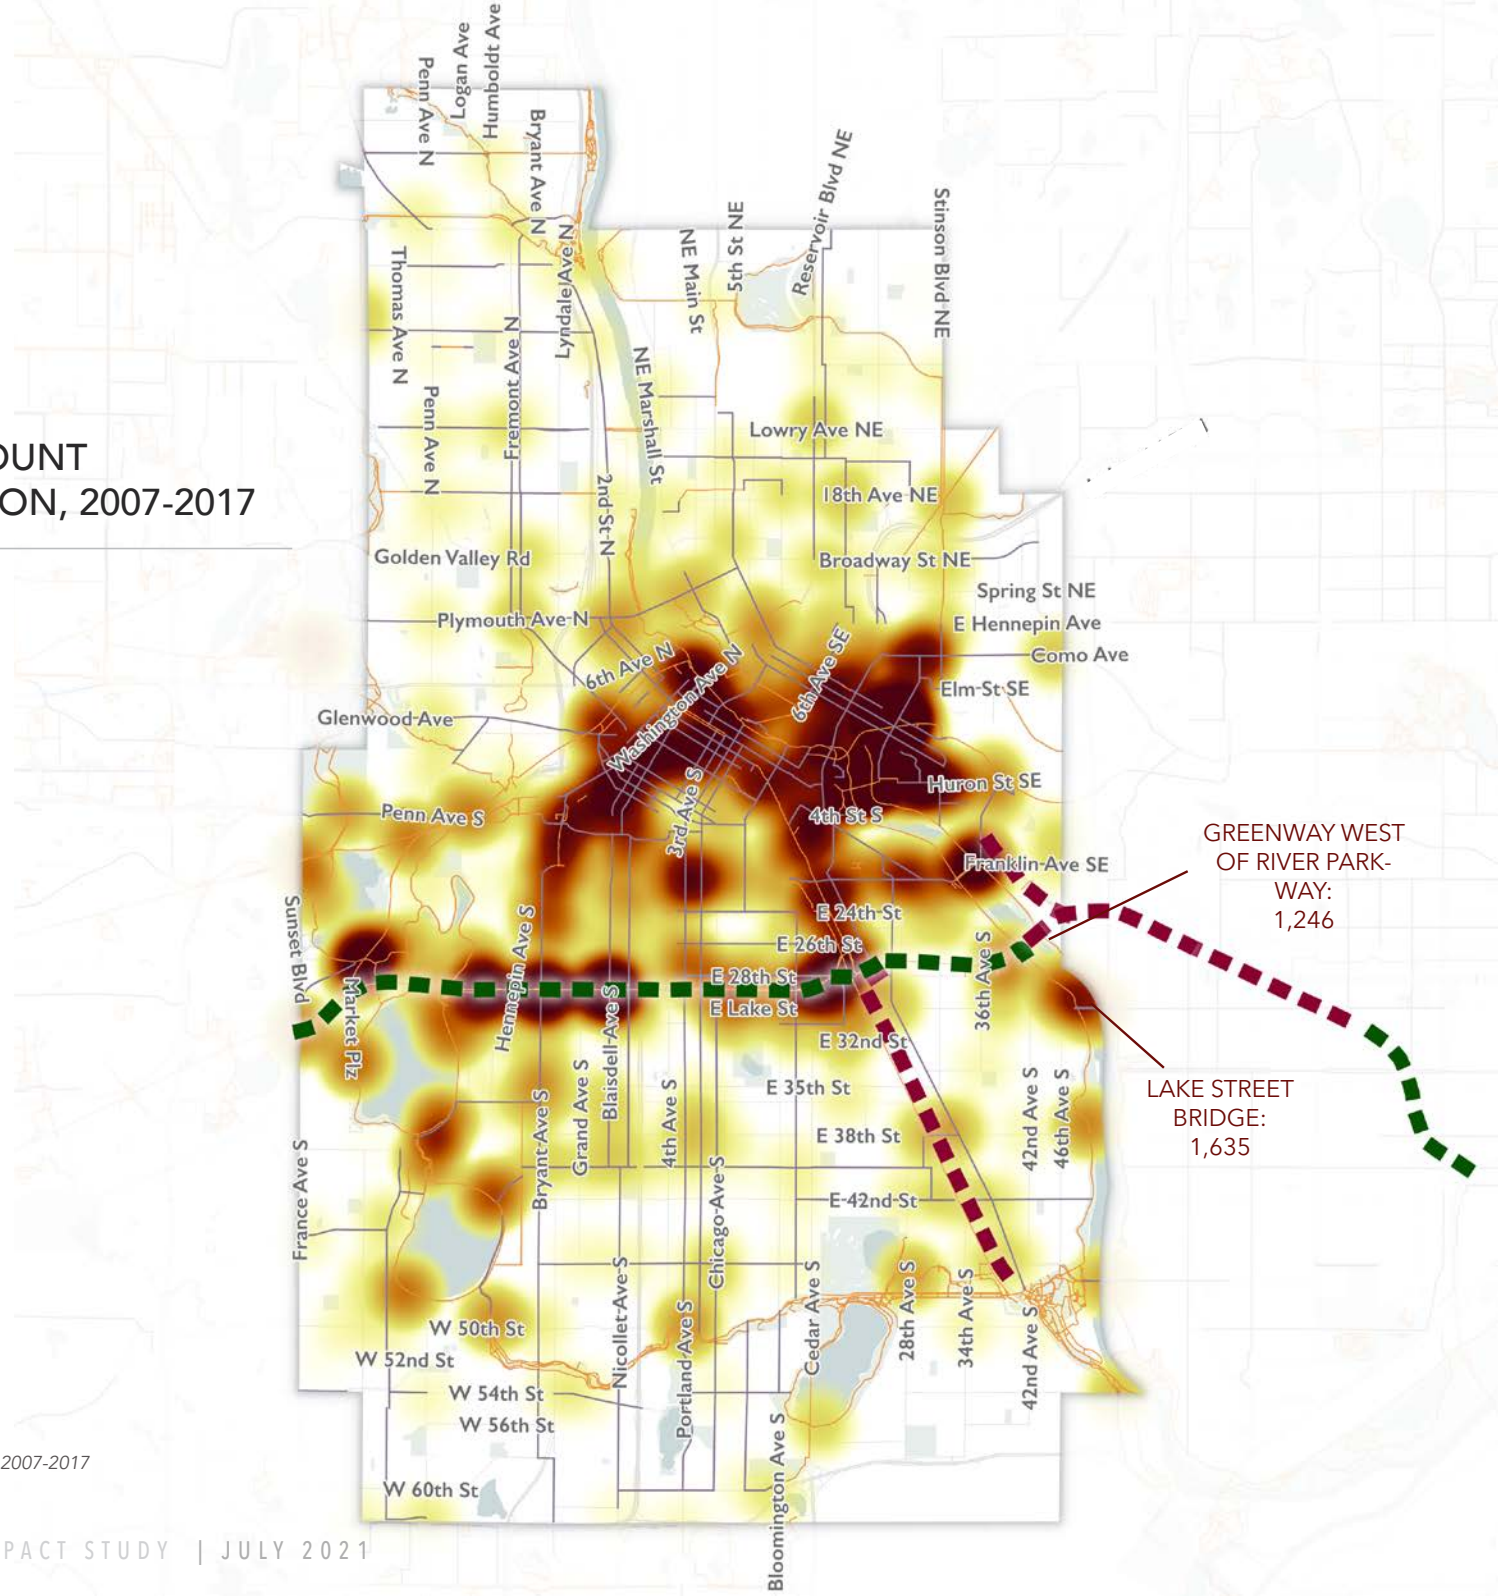 Penn Ave N
Logan Ave
Humboldt Ave
Bryant Ave N
Lyndale Ave N
Thomas Ave N
Fremont Ave N
Penn Ave N
2nd St N
NE Marshall St
NE Main St
5th St NE
Reservoir Blvd NE
Stinson Blvd NE
OUNT
ON, 2007-2017
Lowry Ave NE
18th Ave NE
Golden Valley Rd
Broadway St NE
Spring St NE
Plymouth Ave N
E Hennepin Ave
Como Ave
6th Ave N
Washington Ave N
6th Ave SE
Elm St SE
Glenwood Ave
Huron St SE
Penn Ave S
3rd Ave S
4th St S
Franklin Ave SE
GREENWAY WEST
OF RIVER PARK-
WAY:
1,246
Sunset Blvd
Hennepin Ave S
E 24th St
E 26th St
E 28th St
E Lake St
36th Ave S
Market Plz
Blaisdell Ave S
E 32nd St
E 35th St
E 38th St
LAKE STREET
BRIDGE:
1,635
France Ave S
Bryant Ave S
Grand Ave S
4th Ave S
Chicago Ave S
42nd Ave S
46th Ave S
E 42nd St
Nicollet Ave S
Portland Ave S
Cedar Ave S
28th Ave S
34th Ave S
42nd Ave S
W 50th St
W 52nd St
W 54th St
W 56th St
W 60th St
Bloomington Ave S
2007-2017
PACT STUDY | JULY 2021